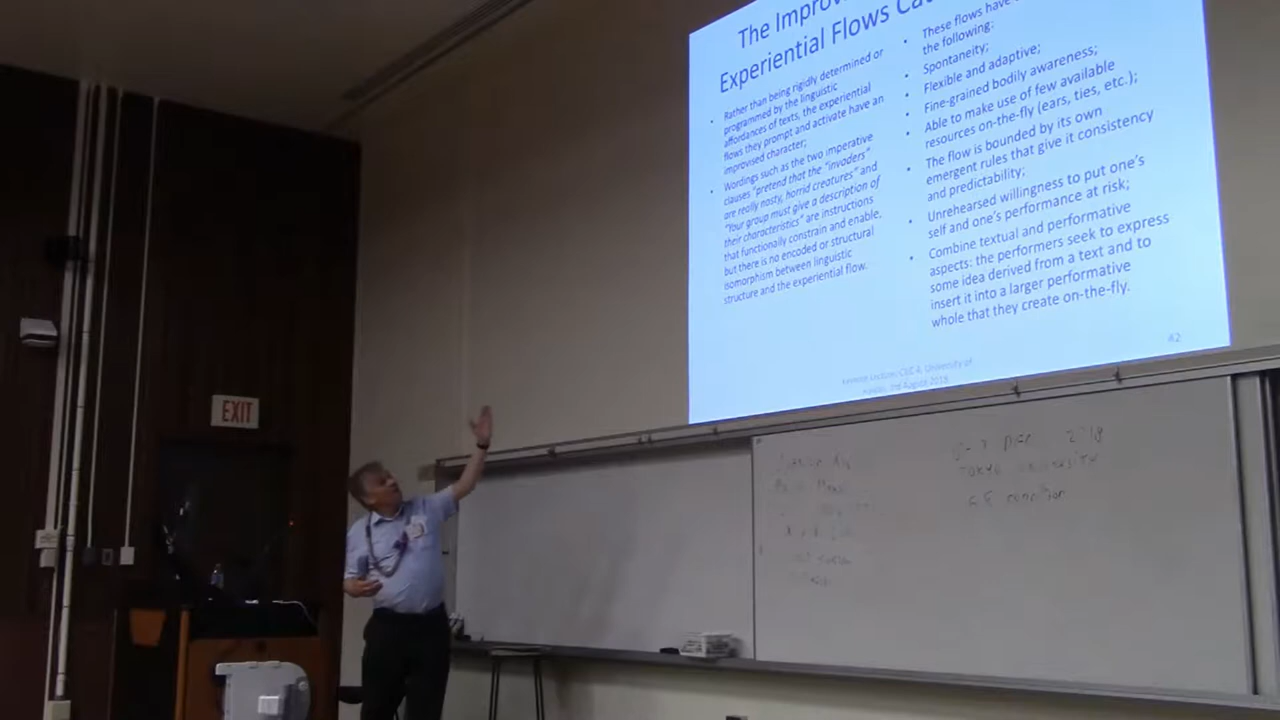 The Improv
Experiential Flows Ca
• Rather than being rigidly determined or
programmed by the linguistic
affordances of texts, the experiential
flows they prompt and activate have an
improvised character;
• Wordings such as the two imperative
clauses "pretend that the "invaders"
are really nasty, horrid creatures" and
"Your group must give a description of
their characteristics" are instructions
that functionally constrain and enable,
but there is no encoded or structural
isomorphism between linguistic
structure and the experiential flow.
• These flows have
the following:
• Spontaneity;
• Flexible and adaptive;
• Fine-grained bodily awareness;
• Able to make use of few available
resources on-the-fly (ears, ties, etc.);
• The flow is bounded by its own
emergent rules that give it consistency
and predictability;
• Unrehearsed willingness to put one's
self and one's performance at risk;
• Combine textual and performative
aspects: the performers seek to express
some idea derived from a text and to
insert it into a larger performative
whole that they create on-the-fly.
Keynote Lecture, University of
August 2018
42
EXIT
2018